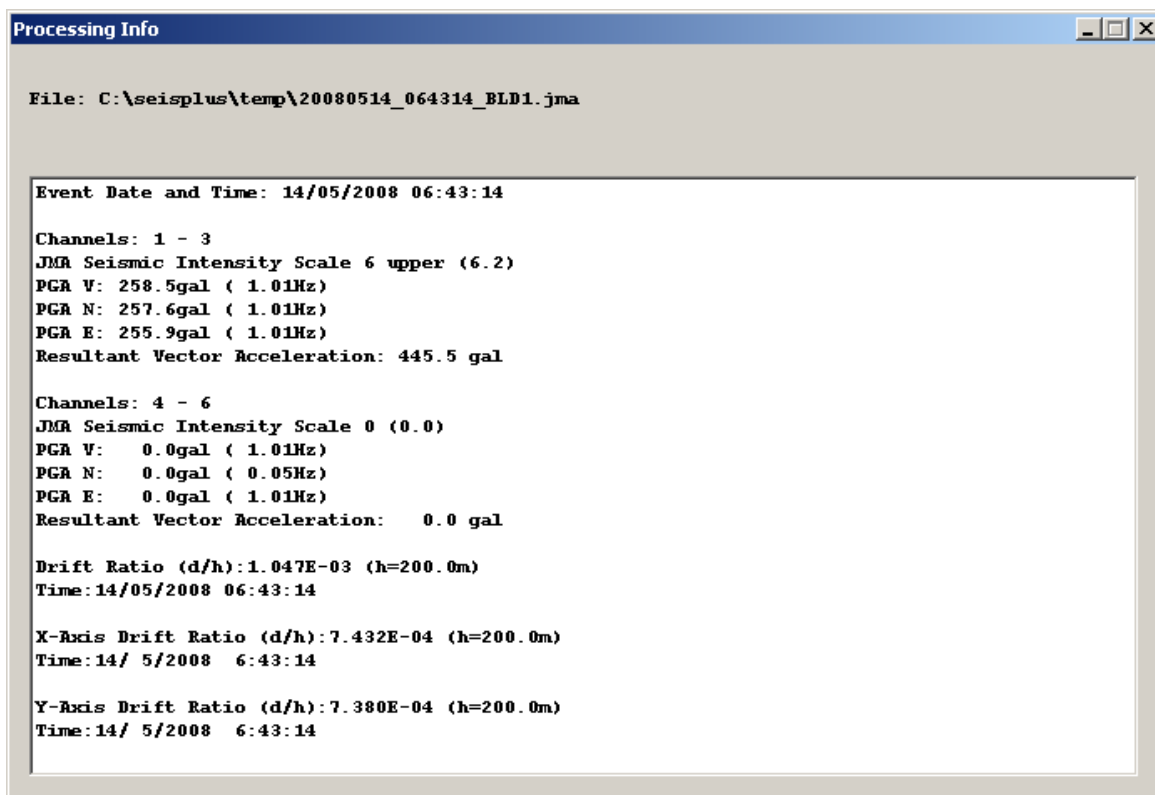 Processing Info
File: C:\seisplus\temp\20080514_064314_BLD1.jma
Event Date and Time: 14/05/2008 06:43:14
Channels: 1 - 3
JMA Seismic Intensity Scale 6 upper (6.2)
PGA V: 258.5gal ( 1.01Hz)
PGA N: 257.6gal ( 1.01Hz)
PGA E: 255.9gal ( 1.01Hz)
Resultant Vector Acceleration: 445.5 gal
Channels: 4 - 6
JMA Seismic Intensity Scale 0 (0.0)
PGA V:   0.0gal ( 1.01Hz)
PGA N:   0.0gal ( 0.05Hz)
PGA E:   0.0gal ( 1.01Hz)
Resultant Vector Acceleration:   0.0 gal
Drift Ratio (d/h):1.047E-03 (h=200.0m)
Time:14/05/2008 06:43:14
X-Axis Drift Ratio (d/h):7.432E-04 (h=200.0m)
Time:14/ 5/2008  6:43:14
Y-Axis Drift Ratio (d/h):7.380E-04 (h=200.0m)
Time:14/ 5/2008  6:43:14